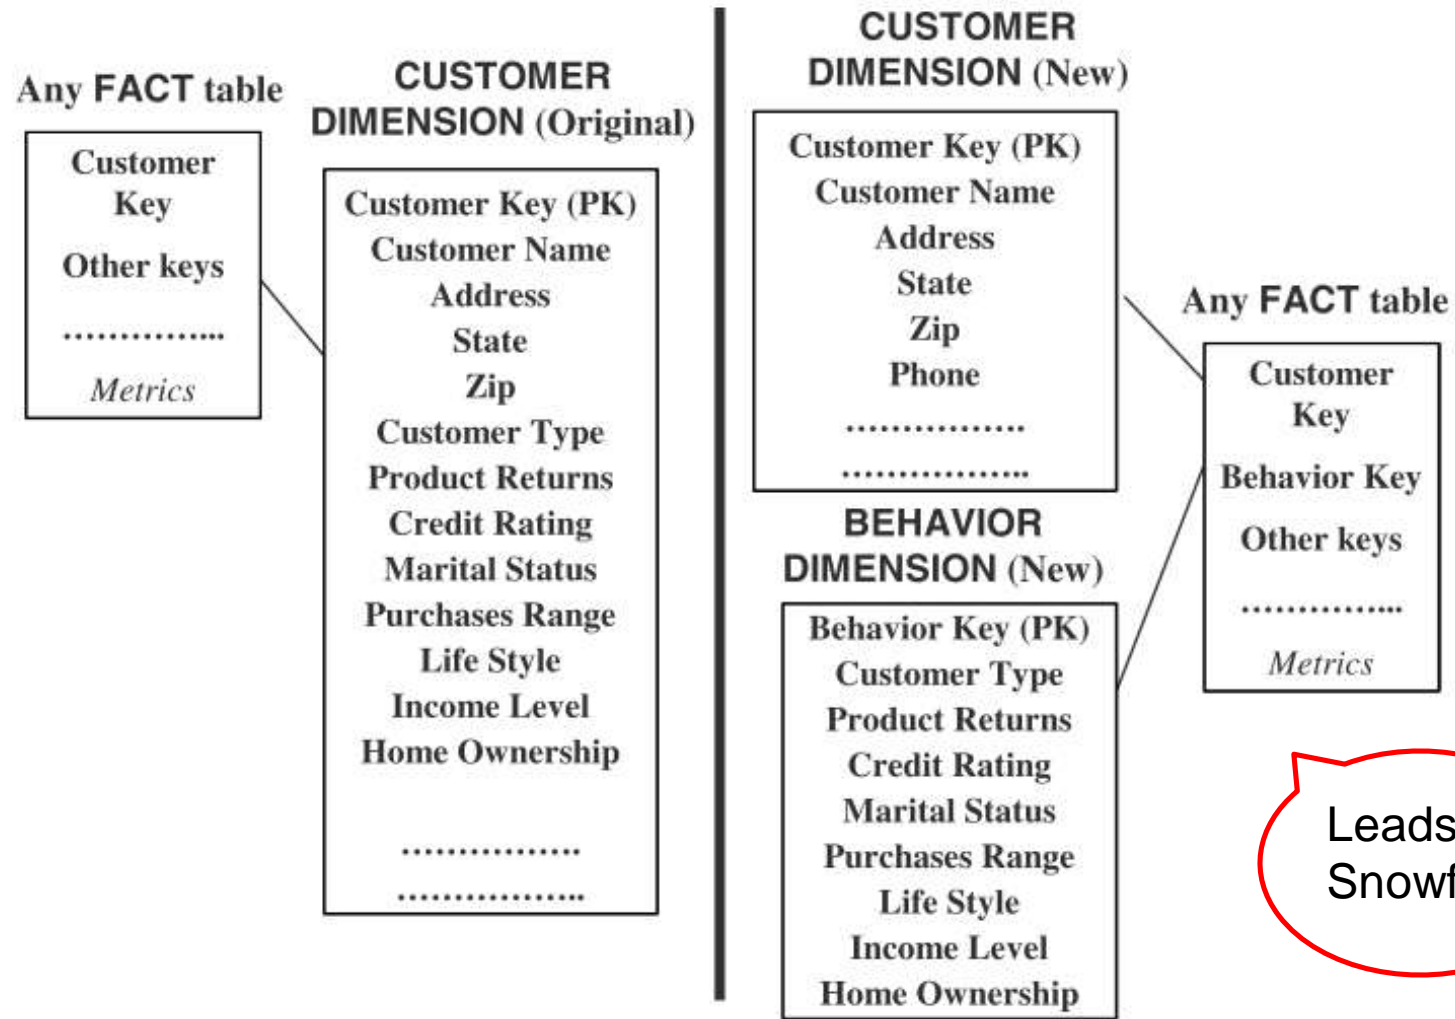 Any FACT table
Customer
Key
Other keys
................
Metrics
CUSTOMER
DIMENSION (Original)
Customer Key (PK)
Customer Name
Address
State
Zip
Customer Type
Product Returns
Credit Rating
Marital Status
Purchases Range
Life Style
Income Level
Home Ownership
................
.................
CUSTOMER
DIMENSION (New)
Customer Key (PK)
Customer Name
Address
State
Zip
Phone
................
.................
BEHAVIOR
DIMENSION (New)
Behavior Key (PK)
Customer Type
Product Returns
Credit Rating
Marital Status
Purchases Range
Life Style
Income Level
Home Ownership
Any FACT table
Customer
Key
Behavior Key
Other keys
................
Metrics
Leads